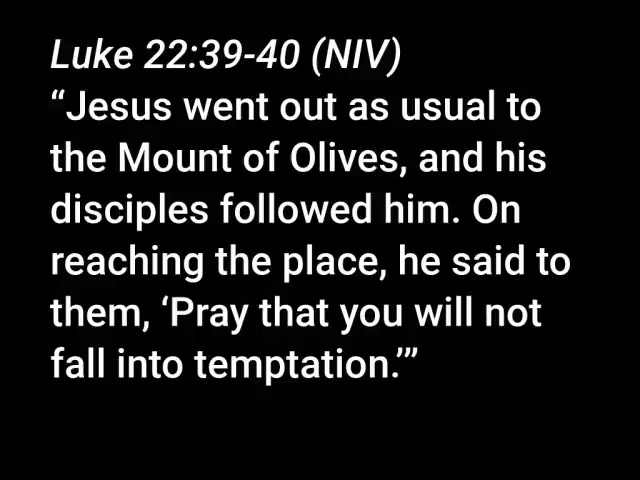 Luke 22:39-40 (NIV)
“Jesus went out as usual to
the Mount of Olives, and his
disciples followed him. On
reaching the place, he said to
them, ‘Pray that you will not
fall into temptation.’”